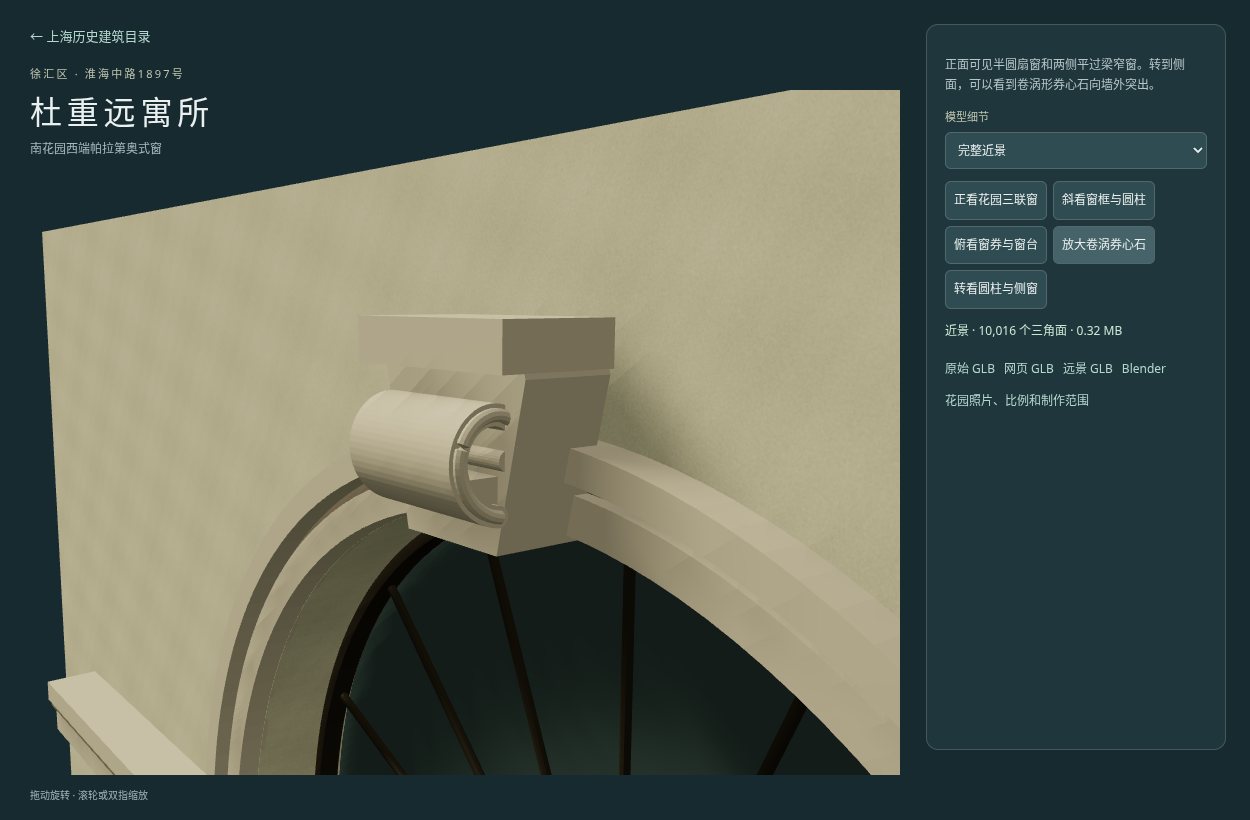 ← 上海历史建筑目录
徐汇区 · 淮海中路1897号
杜重远寓所
南花园西端帕拉第奥式窗
正面可见半圆扇窗和两侧平过梁窄窗。转到侧
面，可以看到卷涡形券心石向墙外突出。
模型细节
完整近景
正看花园三联窗 斜看窗框与圆柱
俯看窗券与窗台 放大卷涡券心石
转看圆柱与侧窗
近景 · 10,016 个三角面 · 0.32 MB
原始 GLB 网页 GLB 远景 GLB Blender
花园照片、比例和制作范围
拖动旋转 · 滚轮或双指缩放